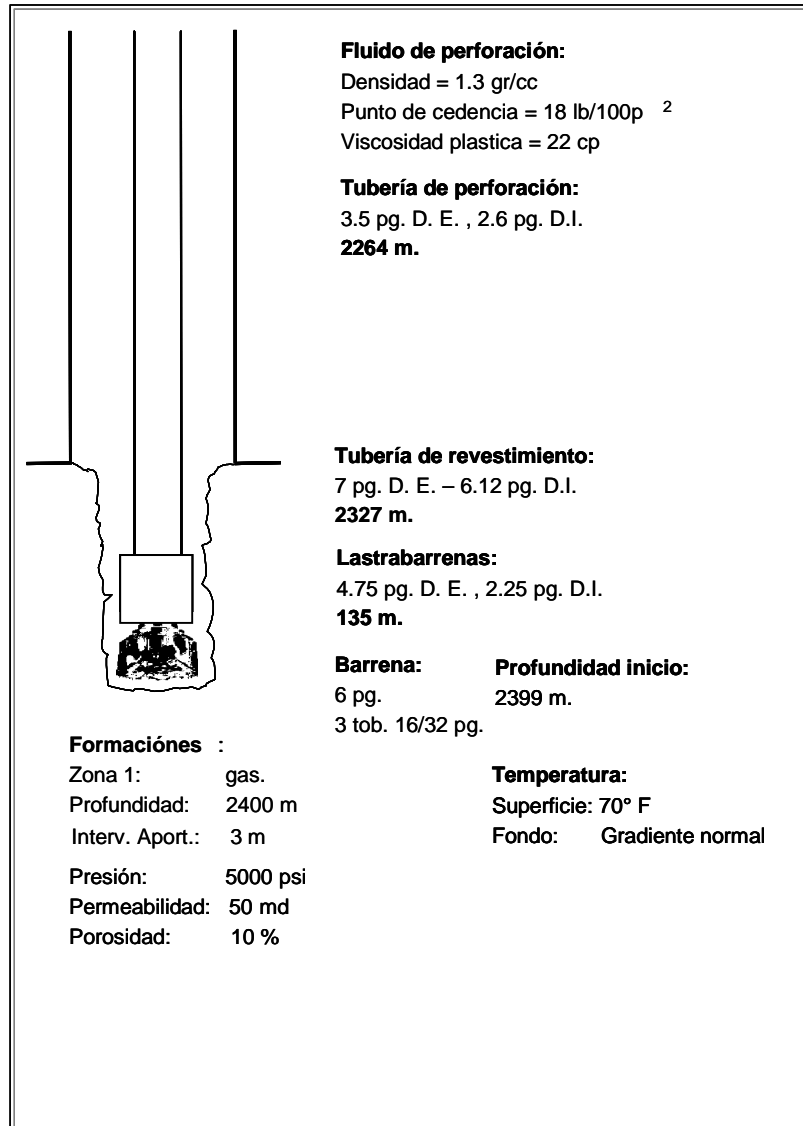 Fluido de perforación:
Densidad = 1.3 gr/cc
Punto de cedencia = 18 lb/100p 2
Viscosidad plastica = 22 cp
Tubería de perforación:
3.5 pg. D. E. , 2.6 pg. D.I.
2264 m.
Tubería de revestimiento:
7 pg. D. E. – 6.12 pg. D.I.
2327 m.
Lastrabarrenas:
4.75 pg. D. E. , 2.25 pg. D.I.
135 m.
Barrena:
6 pg.
3 tob. 16/32 pg.
Profundidad inicio:
2399 m.
Formaciónes :
Zona 1: gas.
Profundidad: 2400 m
Interv. Aport.: 3 m
Presión: 5000 psi
Permeabilidad: 50 md
Porosidad: 10 %
Temperatura:
Superficie: 70° F
Fondo: Gradiente normal